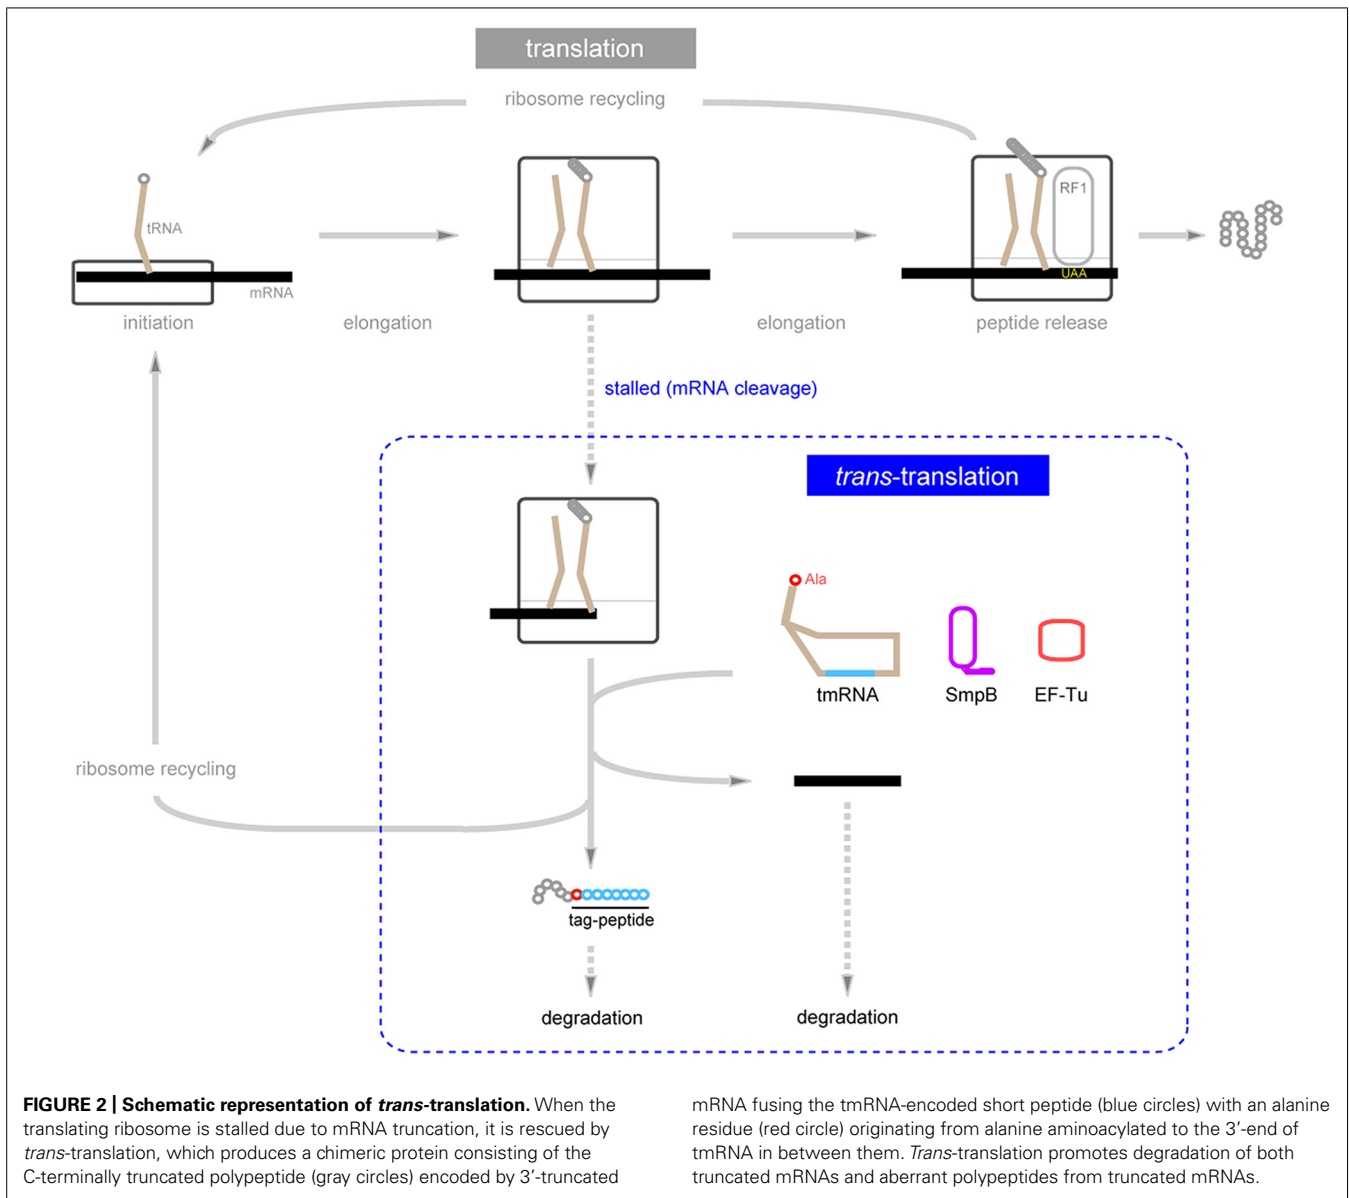 translation
ribosome recycling
tRNA
mRNA
RF1
UAA
initiation
elongation
elongation
peptide release
stalled (mRNA cleavage)
trans-translation
Ala
tmRNA
SmpB
EF-Tu
ribosome recycling
tag-peptide
degradation
degradation
FIGURE 2 | Schematic representation of trans-translation. When the
translating ribosome is stalled due to mRNA truncation, it is rescued by
trans-translation, which produces a chimeric protein consisting of the
C-terminally truncated polypeptide (gray circles) encoded by 3′-truncated
mRNA fusing the tmRNA-encoded short peptide (blue circles) with an alanine
residue (red circle) originating from alanine aminoacylated to the 3′-end of
tmRNA in between them. Trans-translation promotes degradation of both
truncated mRNAs and aberrant polypeptides from truncated mRNAs.